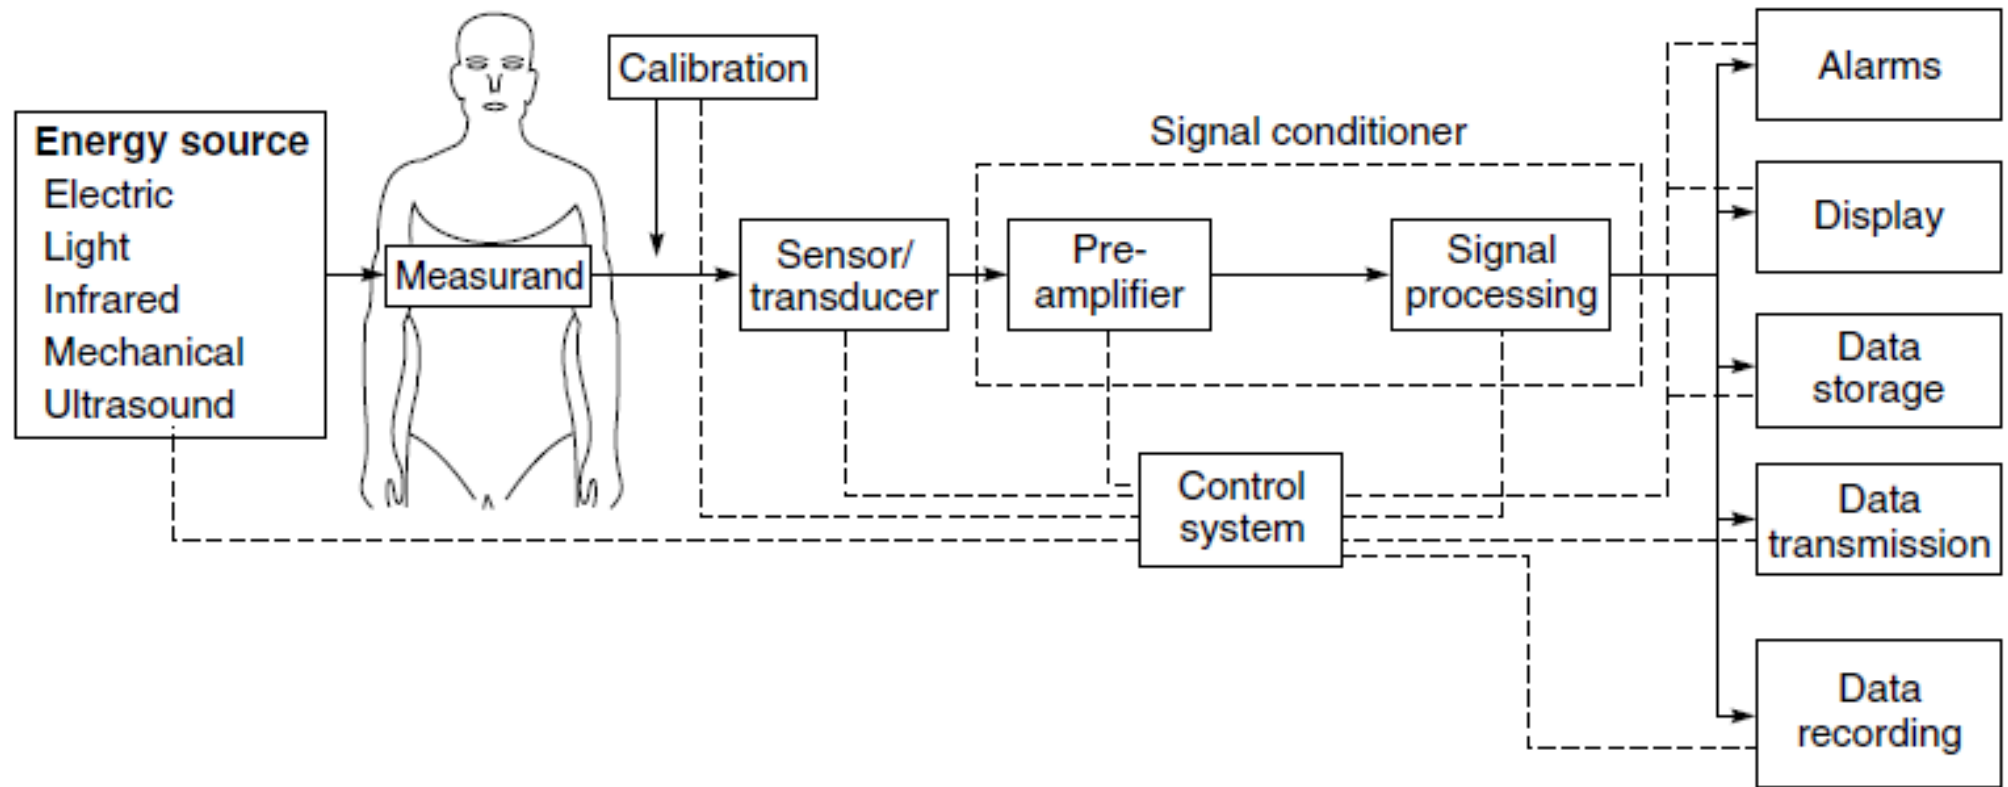 Energy source
Electric
Light
Infrared
Mechanical
Ultrasound
Measurand
Calibration
Sensor/
transducer
Signal conditioner
Pre-
amplifier
Signal
processing
Control
system
Alarms
Display
Data
storage
Data
transmission
Data
recording